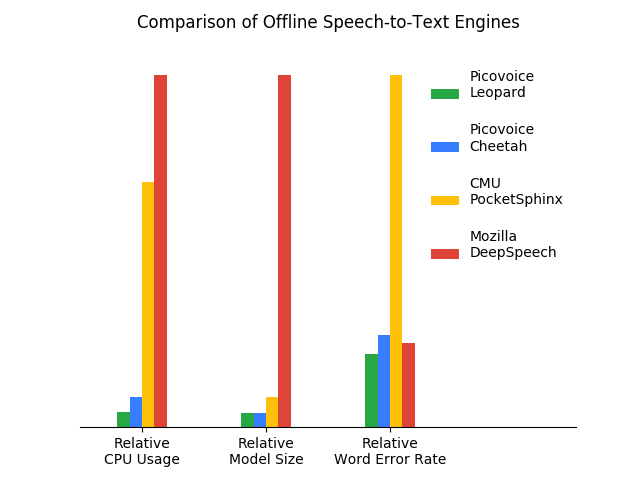 Comparison of Offline Speech-to-Text Engines
Picovoice
Leopard
Picovoice
Cheetah
CMU
PocketSphinx
Mozilla
DeepSpeech
Relative
CPU Usage
Relative
Model Size
Relative
Word Error Rate